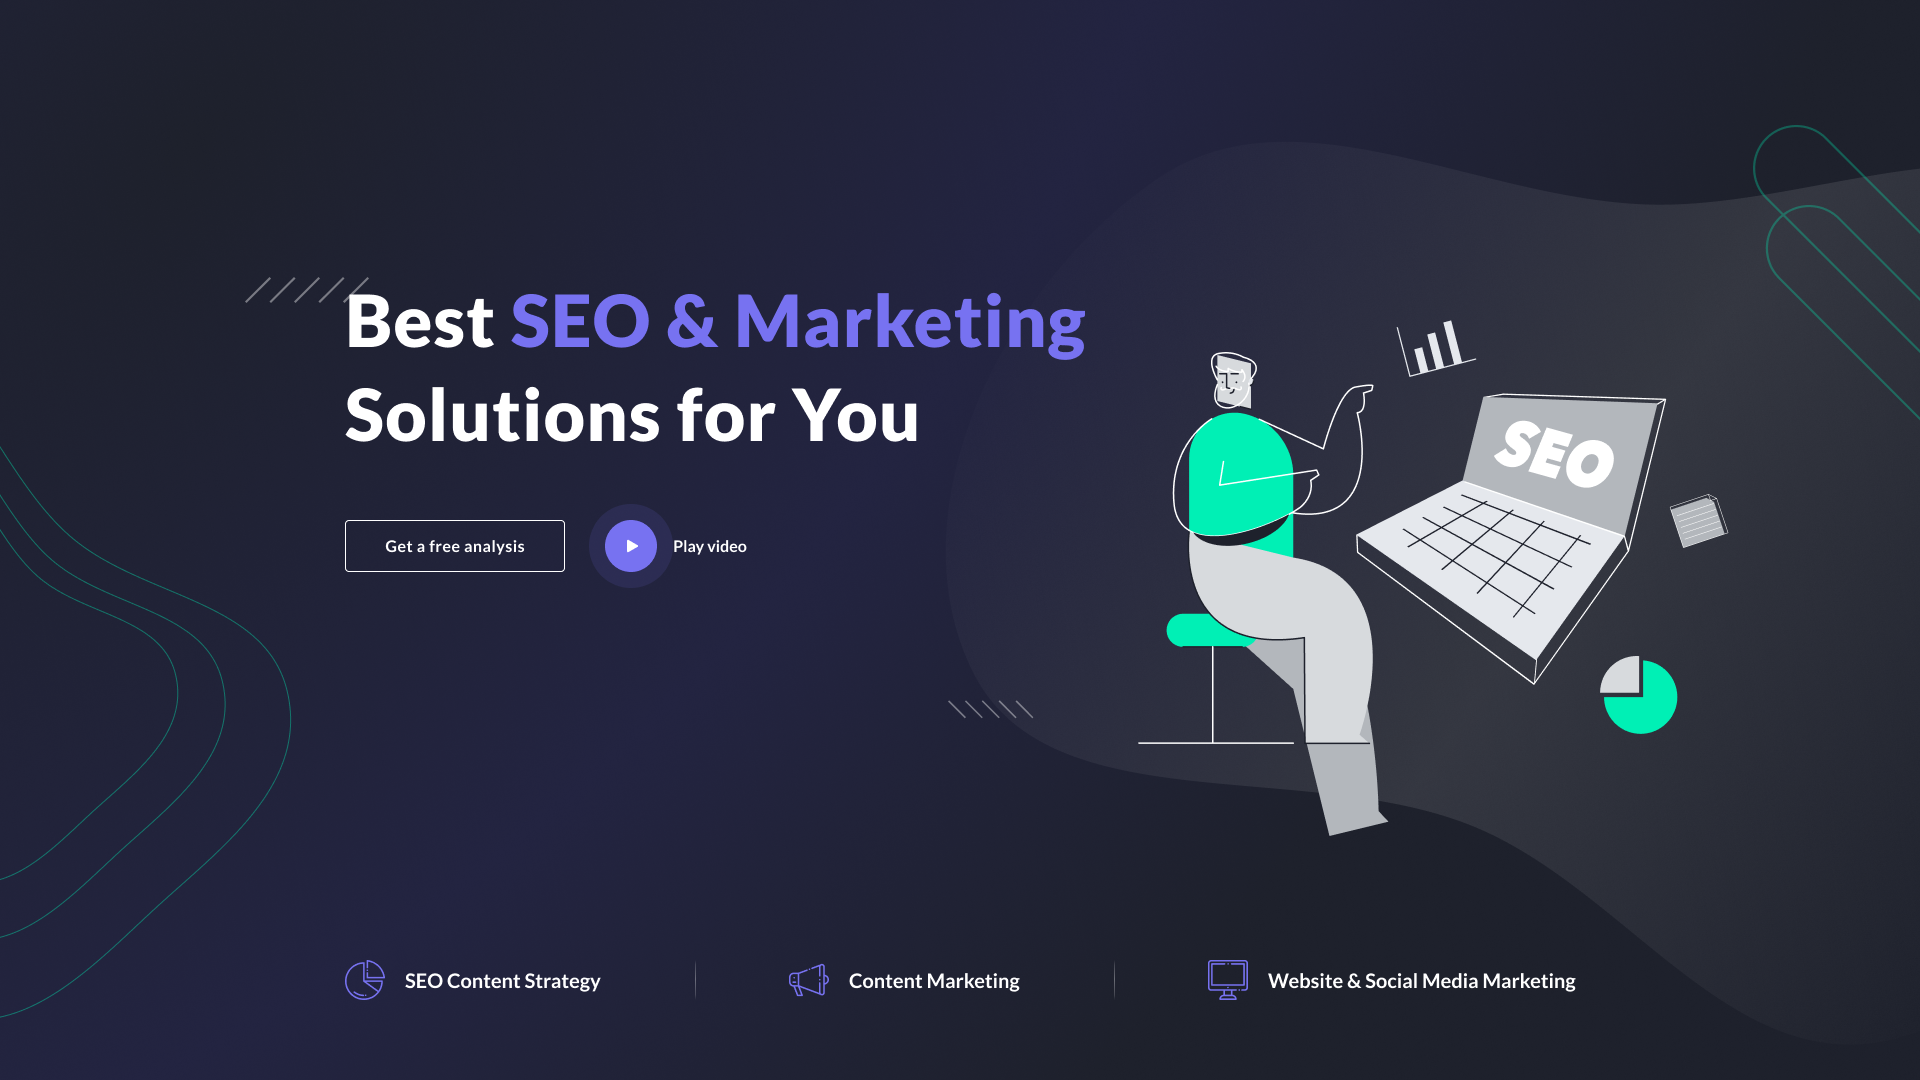 Best SEO & Marketing
Solutions for You
Get a free analysis
Play video
SEO
SEO Content Strategy
Content Marketing
Website & Social Media Marketing